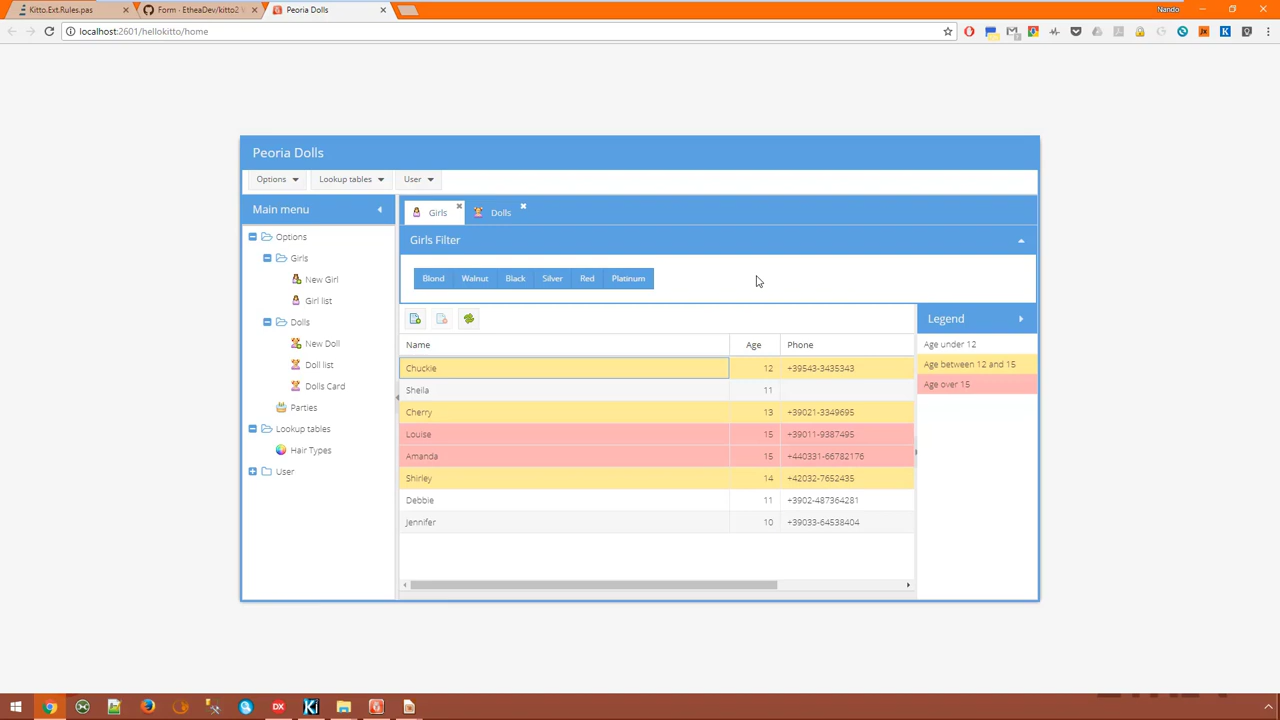 Kitto.Ext.Rules.pas
Form · EtheaDev/kitto2 W
Peoria Dolls
Nando
localhost:2601/hellokitto/home
Peoria Dolls
Options
Lookup tables
User
Main menu
Options
Girls
New Girl
Girl list
Dolls
New Doll
Doll list
Dolls Card
Parties
Lookup tables
Hair Types
User
Girls
Dolls
Girls Filter
Blond
Walnut
Black
Silver
Red
Platinum
Name Age Phone
Chuckie 12 +39543-3435343
Sheila 11
Cherry 13 +39021-3349695
Louise 15 +39011-9387495
Amanda 15 +440331-66782176
Shirley 14 +42032-7652435
Debbie 11 +3902-487364281
Jennifer 10 +39033-64538404
Legend
Age under 12
Age between 12 and 15
Age over 15